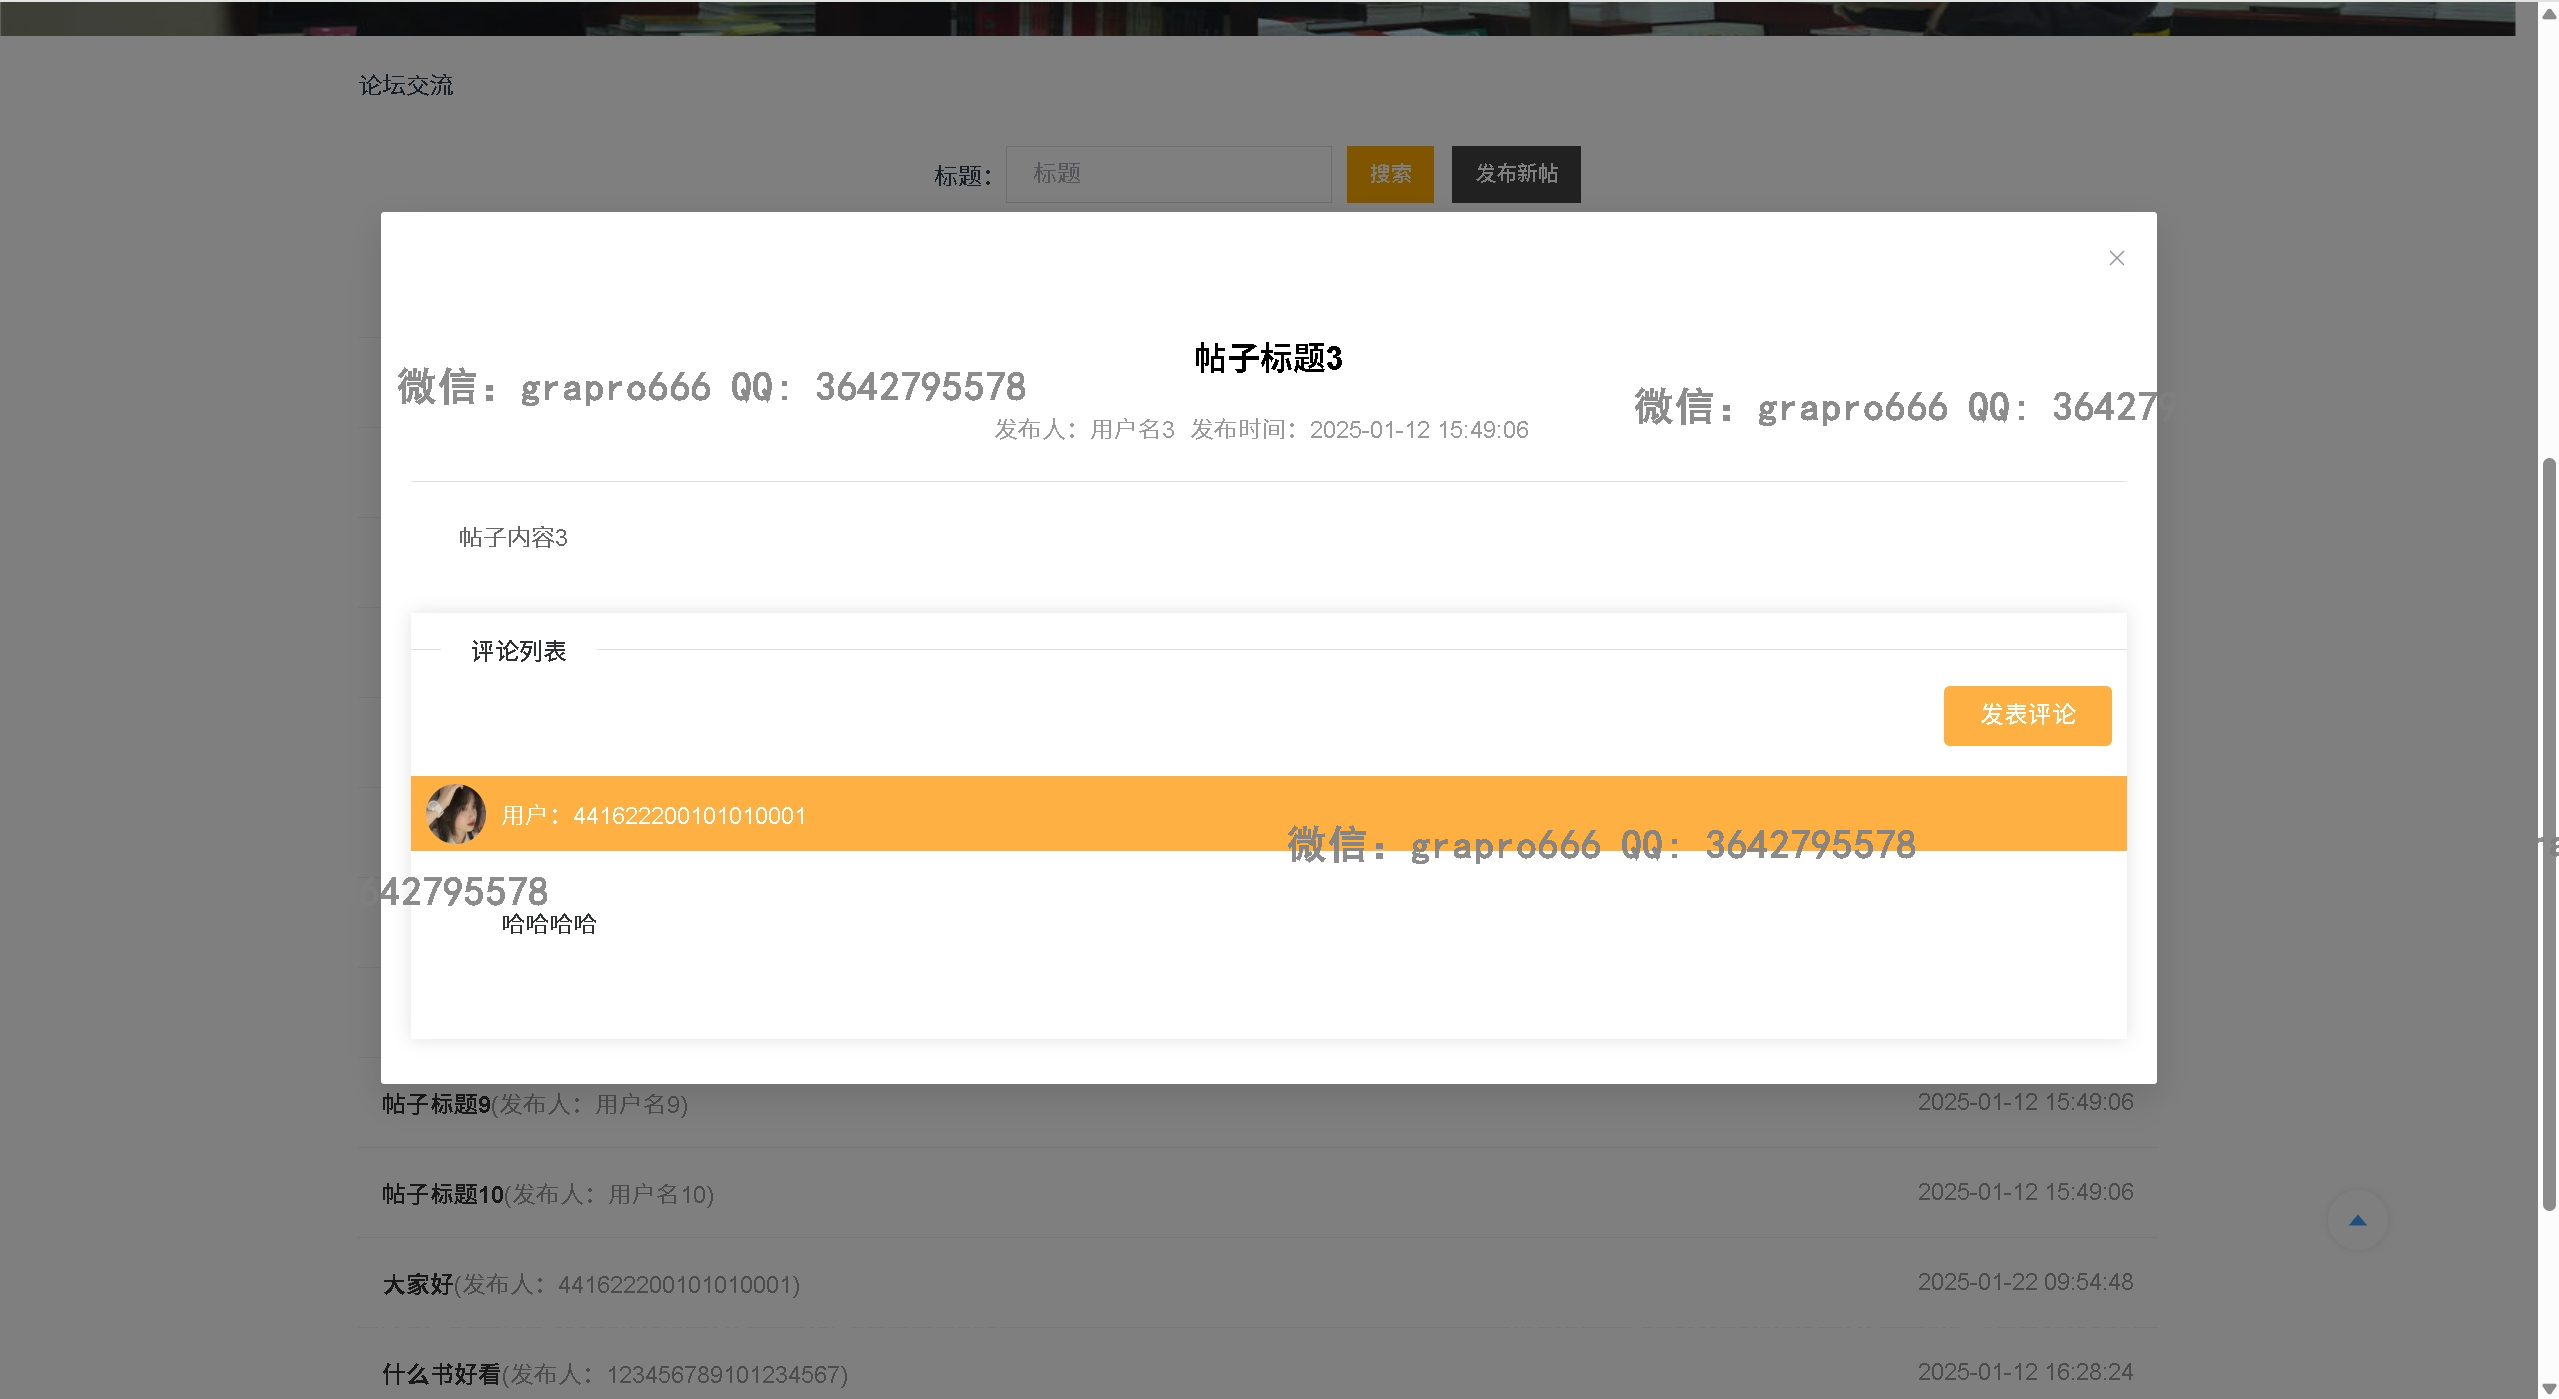 论坛交流
标题：
标题
搜索
发布新帖
帖子标题3
微信：grapro666 QQ: 3642795578
微信：grapro666 QQ: 36427
发布人：用户名3 发布时间：2025-01-12 15:49:06
帖子内容3
评论列表
发表评论
用户：441622200101010001
微信：grapro666 QQ: 3642795578
642795578
哈哈哈哈
帖子标题9(发布人：用户名9) 2025-01-12 15:49:06
帖子标题10(发布人：用户名10) 2025-01-12 15:49:06
大家好(发布人：441622200101010001) 2025-01-22 09:54:48
什么书好看(发布人：123456789101234567) 2025-01-12 16:28:24